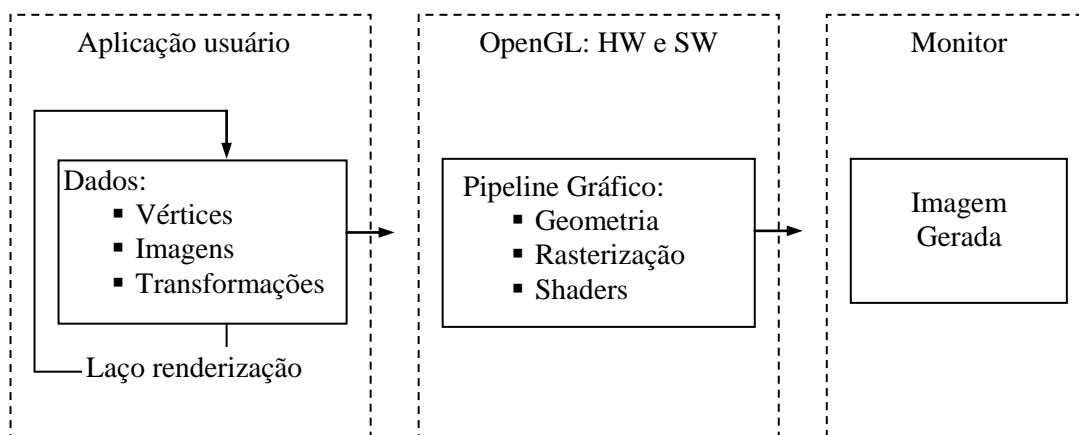 Aplicação usuário
Dados:
▪ Vértices
▪ Imagens
▪ Transformações
Laço renderização
OpenGL: HW e SW
Pipeline Gráfico:
▪ Geometria
▪ Rasterização
▪ Shaders
Monitor
Imagem
Gerada